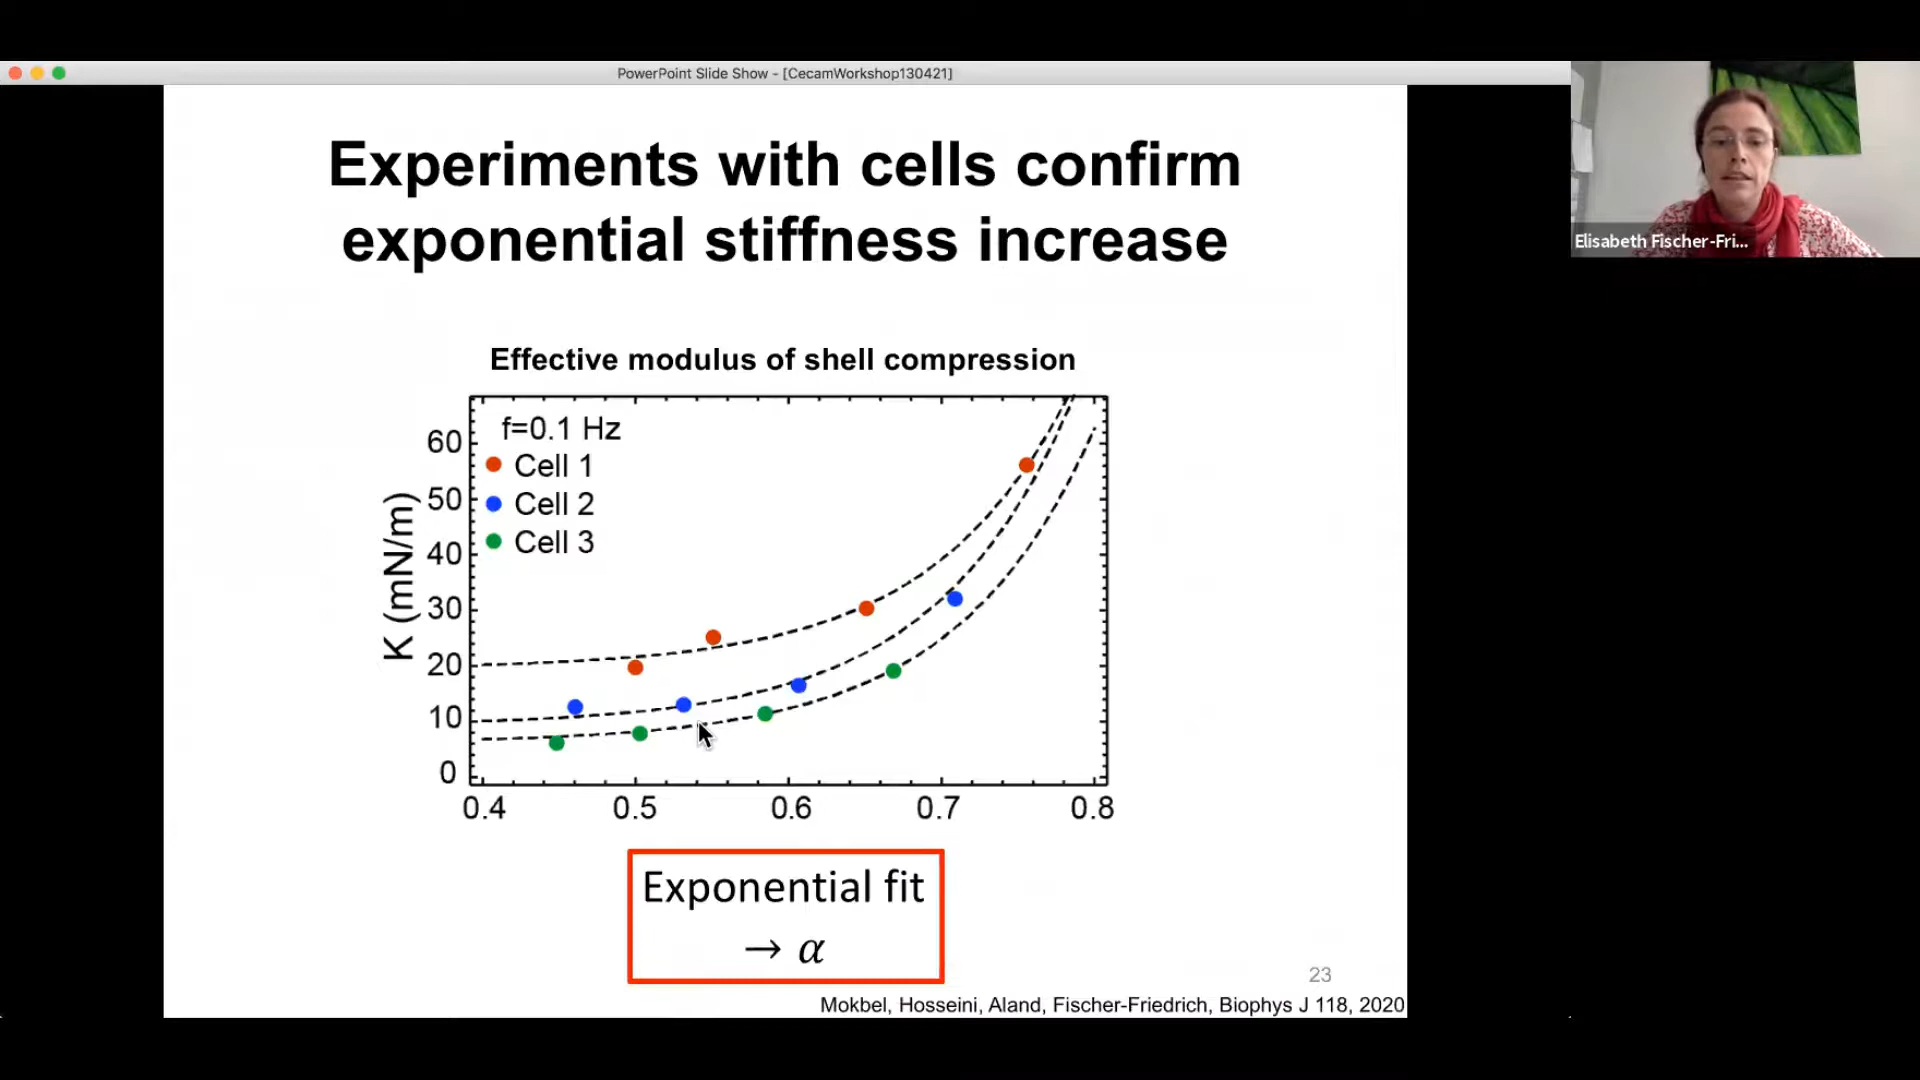 PowerPoint Slide Show - [CecamWorkshop130421]
Elisabeth Fischer-Fri...
Experiments with cells confirm
exponential stiffness increase
Effective modulus of shell compression
f=0.1 Hz
Cell 1
Cell 2
Cell 3
K (mN/m)
60
50
40
30
20
10
0
0.4 0.5 0.6 0.7 0.8
Exponential fit
→ α
23
Mokbel, Hosseini, Aland, Fischer-Friedrich, Biophys J 118, 2020